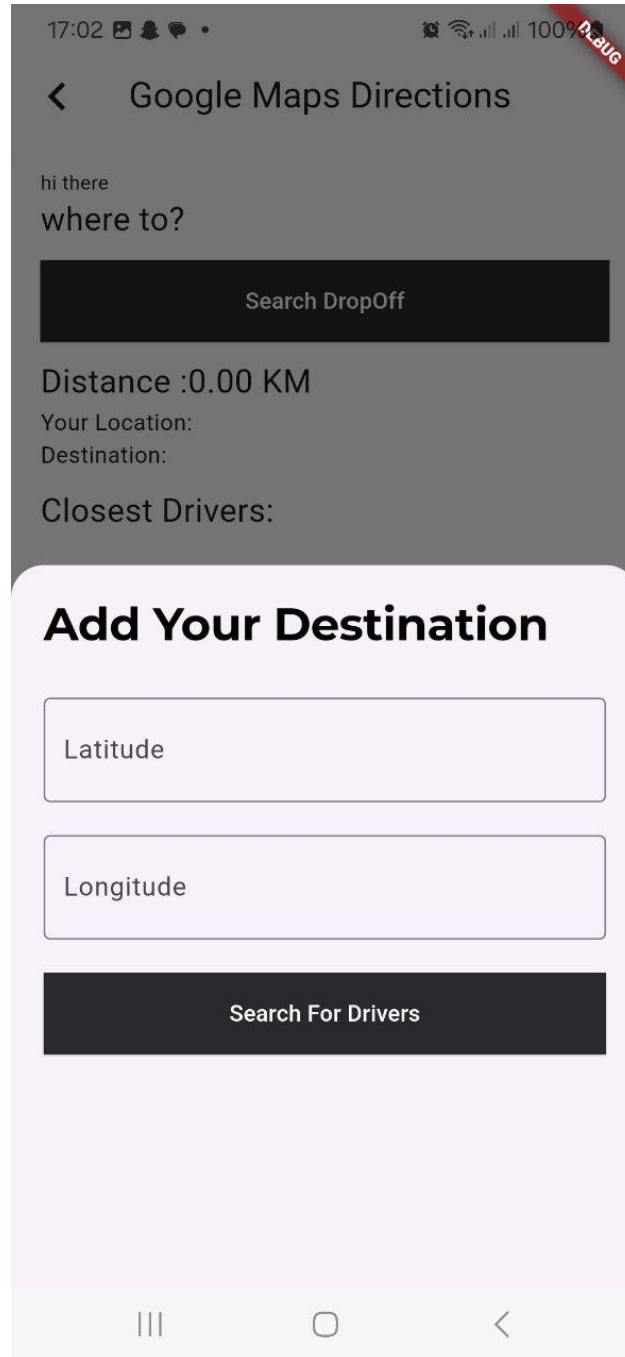 17:02
100%
DEBUG
Google Maps Directions
hi there
where to?
Search DropOff
Distance :0.00 KM
Your Location:
Destination:
Closest Drivers:
Add Your Destination
Latitude
Longitude
Search For Drivers